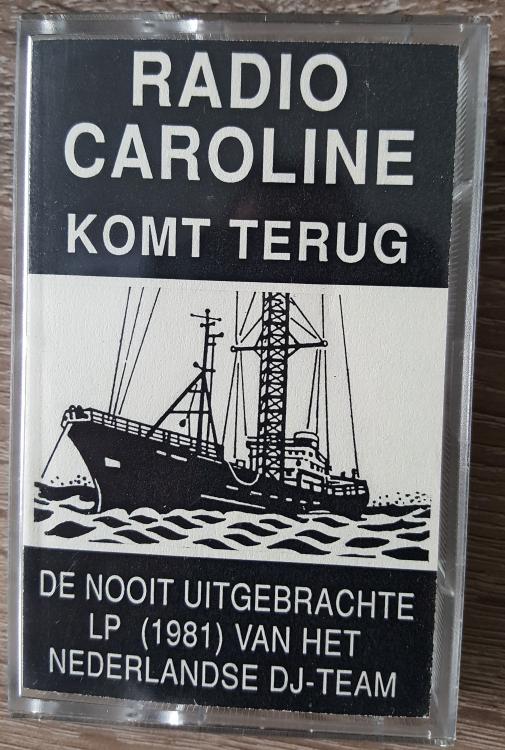 RADIO
CAROLINE
KOMT TERUG
DE NOOIT UITGEBRACHTE
LP (1981) VAN HET
NEDERLANDSE DJ-TEAM